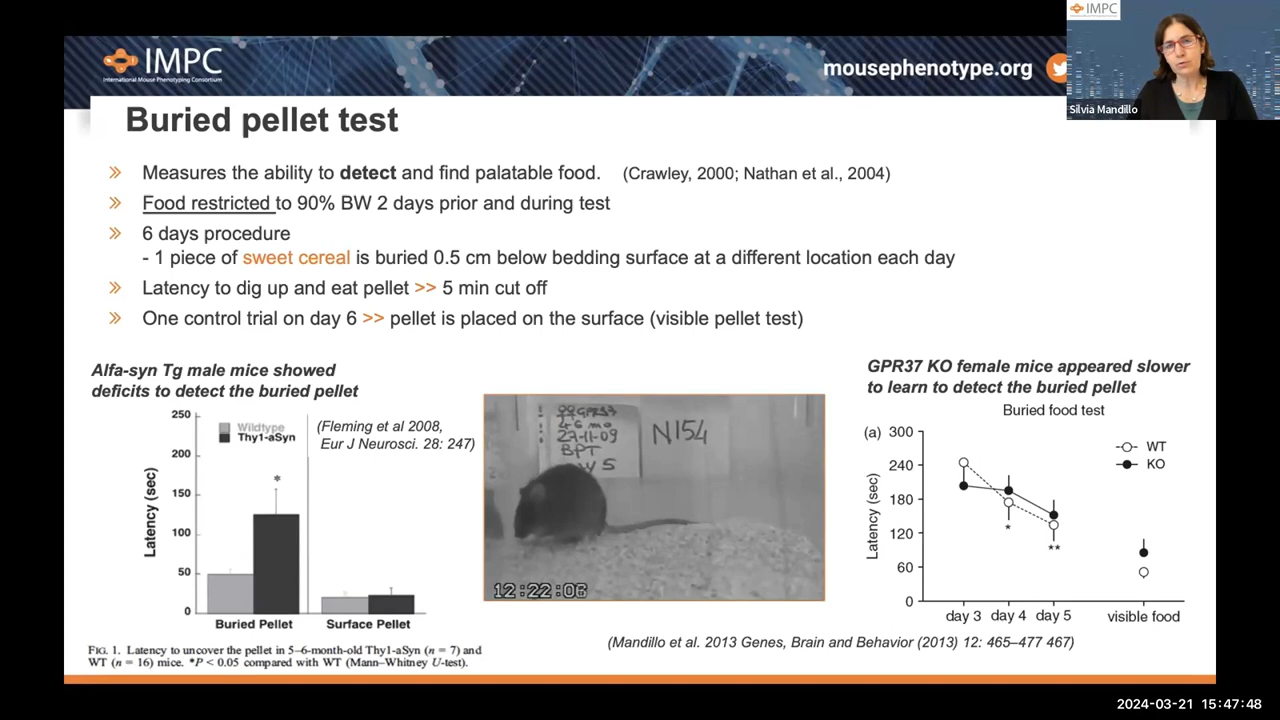 IMPC
International Mouse Phenotyping Consortium
mousephenotype.org
IMPC
Silvia Mandillo
Buried pellet test
Measures the ability to detect and find palatable food. (Crawley, 2000; Nathan et al., 2004)
Food restricted to 90% BW 2 days prior and during test
6 days procedure
- 1 piece of sweet cereal is buried 0.5 cm below bedding surface at a different location each day
Latency to dig up and eat pellet >> 5 min cut off
One control trial on day 6 >> pellet is placed on the surface (visible pellet test)
Alfa-syn Tg male mice showed
deficits to detect the buried pellet
250
200
150
100
50
0
Latency (sec)
Wildtype
Thy1-aSyn
*
(Fleming et al 2008,
Eur J Neurosci. 28: 247)
Buried Pellet Surface Pellet
FIG. 1. Latency to uncover the pellet in 5–6-month-old Thy1-aSyn (n = 7) and
WT (n = 16) mice. *P < 0.05 compared with WT (Mann–Whitney U-test).
♀♀GPR37
4-6 mo
27-11-09
BPT
N154
12:22:06
GPR37 KO female mice appeared slower
to learn to detect the buried pellet
Buried food test
(a)
300
240
180
120
60
0
Latency (sec)
WT
KO
*
**
day 3 day 4 day 5 visible food
(Mandillo et al. 2013 Genes, Brain and Behavior (2013) 12: 465–477 467)
2024-03-21 15:47:48